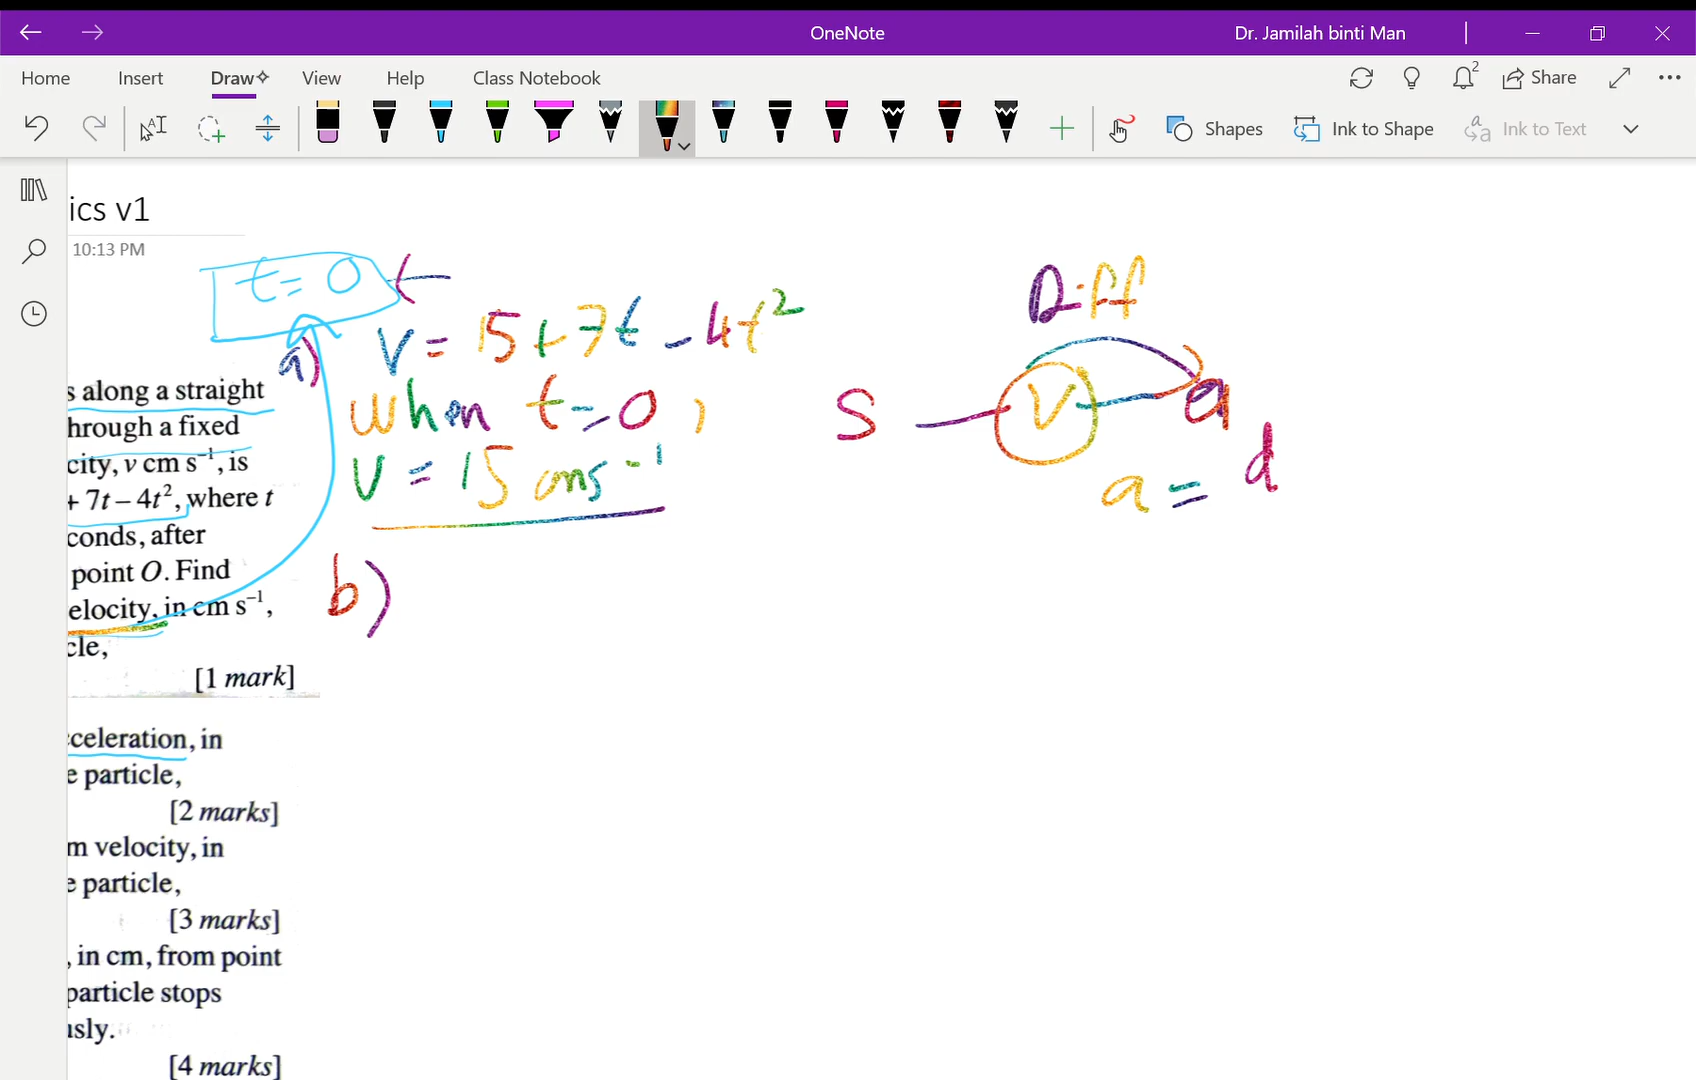 OneNote
Dr. Jamilah binti Man
Home Insert Draw View Help Class Notebook
2
Share
Shapes Ink to Shape Ink to Text
ics v1
10:13 PM
t = 0 t
a) v = 15 + 7t - 4t²
when t = 0,
v = 15 cms⁻¹
b)
Diff
s v a
a = d
s along a straight
hrough a fixed
city, v cm s⁻¹, is
+ 7t – 4t², where t
conds, after
point O. Find
elocity, in cm s⁻¹,
cle,
[1 mark]
celeration, in
e particle,
[2 marks]
m velocity, in
e particle,
[3 marks]
, in cm, from point
particle stops
usly.
[4 marks]